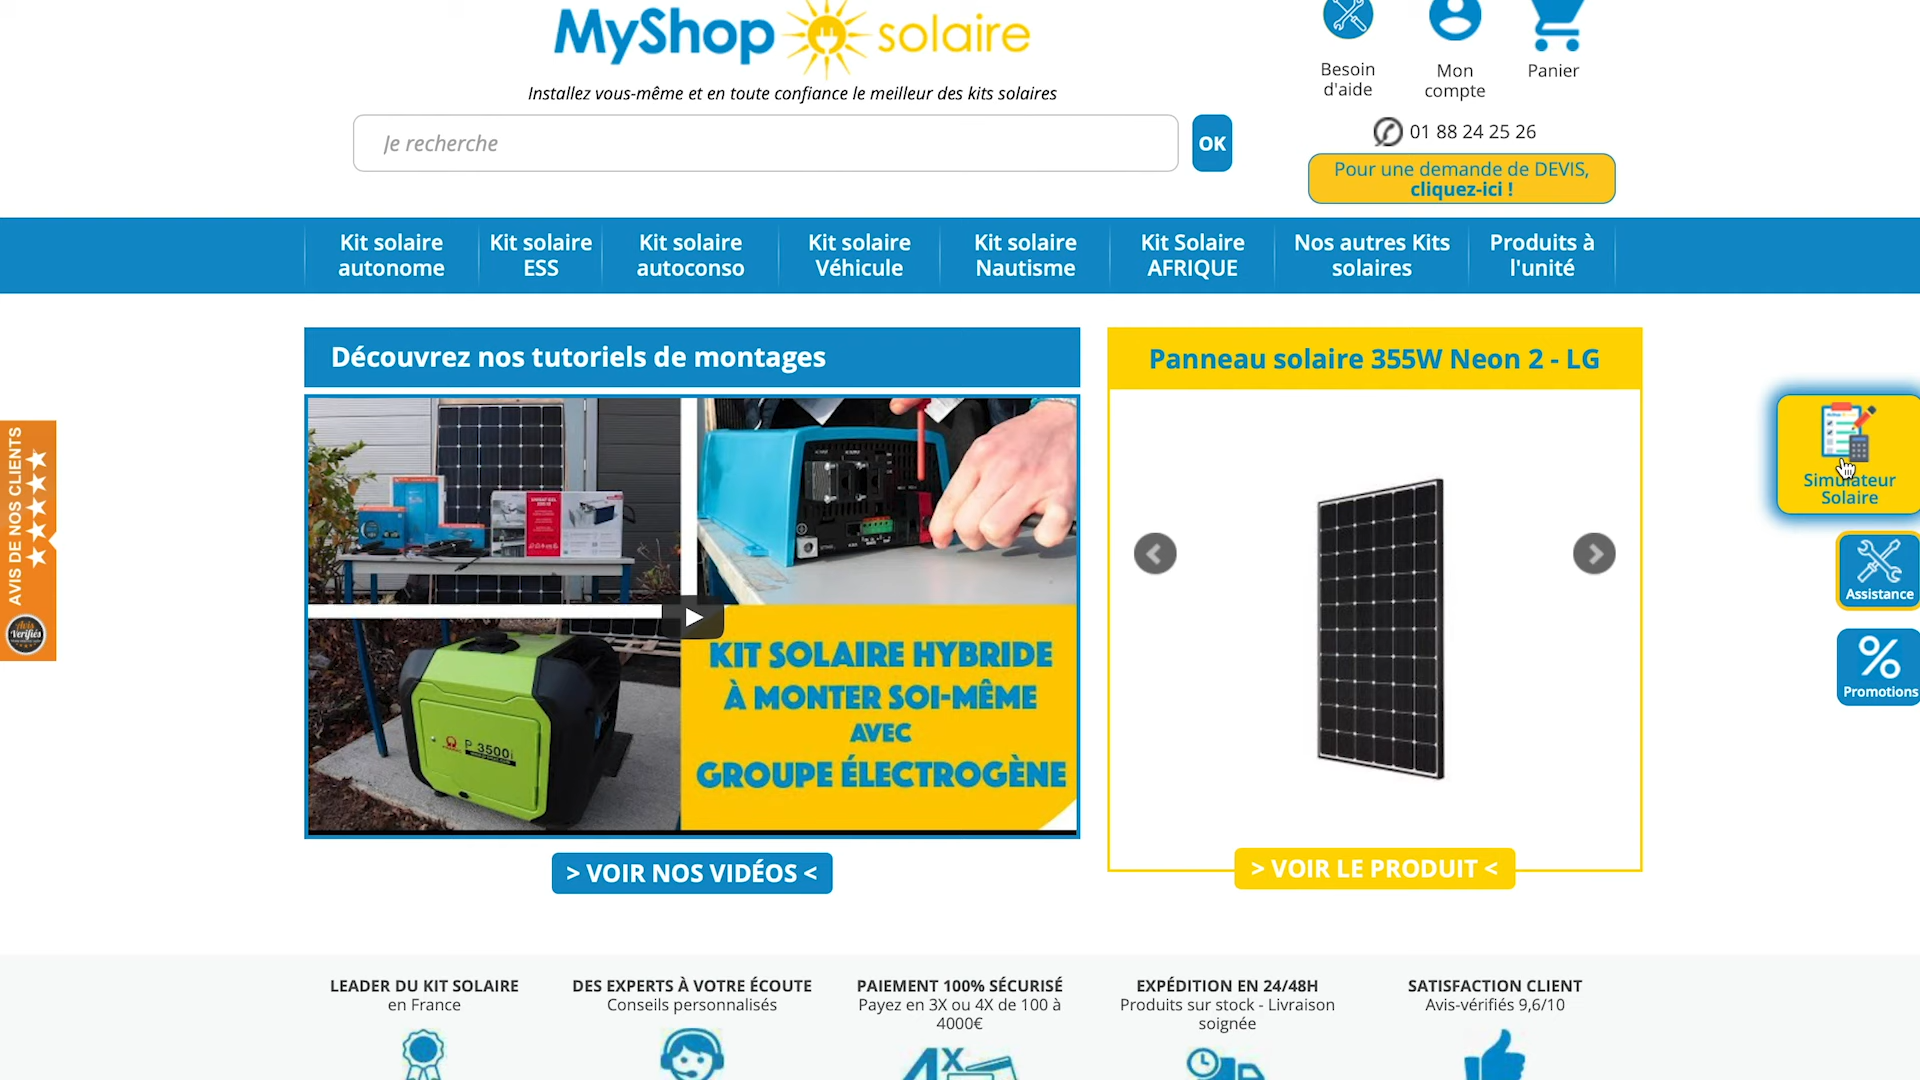 MyShop solaire
Installez vous-même et en toute confiance le meilleur des kits solaires
Je recherche
OK
Besoin
d'aide
Mon
compte
Panier
01 88 24 25 26
Pour une demande de DEVIS,
cliquez-ici !
Kit solaire
autonome
Kit solaire
ESS
Kit solaire
autoconso
Kit solaire
Véhicule
Kit solaire
Nautisme
Kit Solaire
AFRIQUE
Nos autres Kits
solaires
Produits à
l'unité
Découvrez nos tutoriels de montages
P 3500i
KIT SOLAIRE HYBRIDE
À MONTER SOI-MÊME
AVEC
GROUPE ÉLECTROGÈNE
> VOIR NOS VIDÉOS <
Panneau solaire 355W Neon 2 - LG
> VOIR LE PRODUIT <
AVIS DE NOS CLIENTS
Avis
Vérifiés
Simulateur
Solaire
Assistance
%
Promotions
LEADER DU KIT SOLAIRE
en France
DES EXPERTS À VOTRE ÉCOUTE
Conseils personnalisés
PAIEMENT 100% SÉCURISÉ
Payez en 3X ou 4X de 100 à
4000€
4X
EXPÉDITION EN 24/48H
Produits sur stock - Livraison
soignée
SATISFACTION CLIENT
Avis-vérifiés 9,6/10